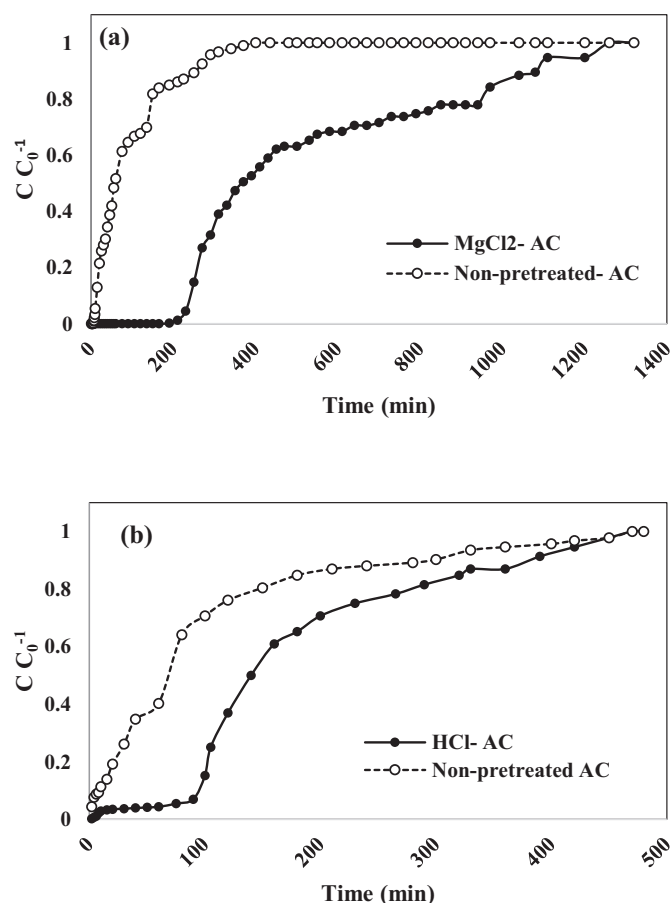 (a)
1
0.8
0.6
0.4
0.2
0
C C₀⁻¹
MgCl2- AC
Non-pretreated- AC
0 200 400 600 800 1000 1200 1400
Time (min)
(b)
1
0.8
0.6
0.4
0.2
0
C C₀⁻¹
HCl- AC
Non-pretreated AC
0 100 200 300 400 500
Time (min)